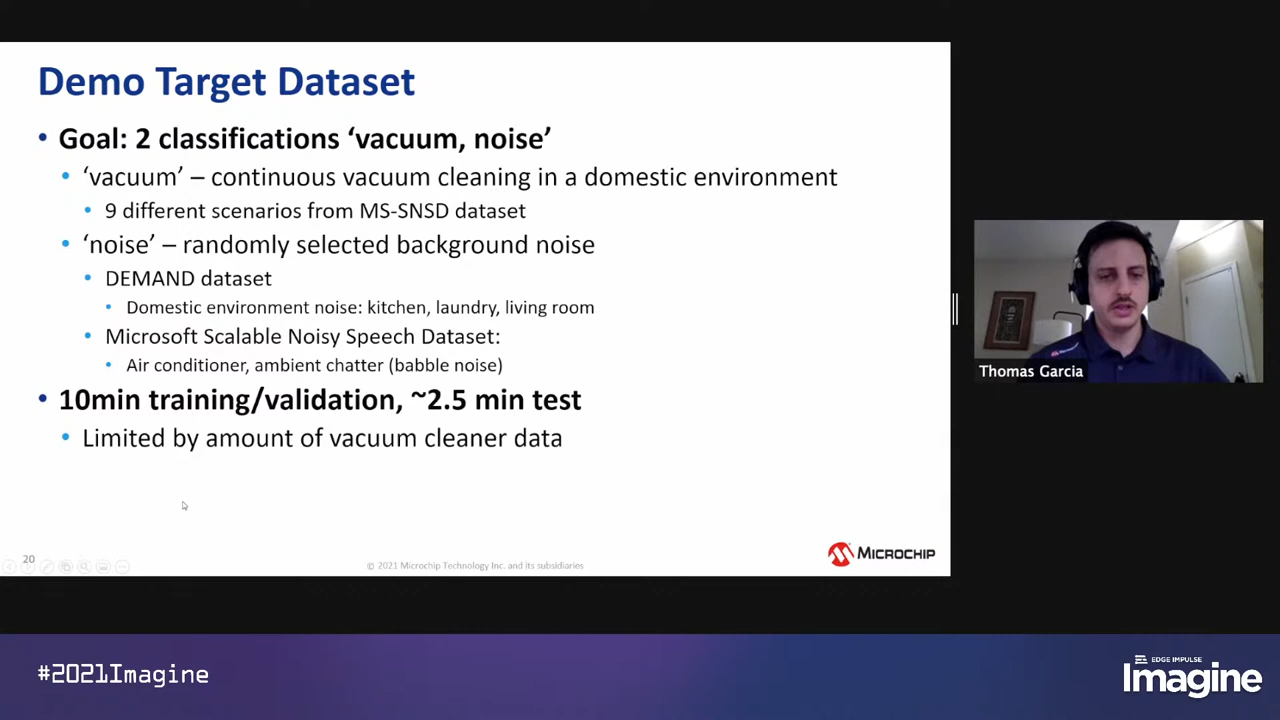 Demo Target Dataset
• Goal: 2 classifications ‘vacuum, noise’
• ‘vacuum’ – continuous vacuum cleaning in a domestic environment
• 9 different scenarios from MS-SNSD dataset
• ‘noise’ – randomly selected background noise
• DEMAND dataset
• Domestic environment noise: kitchen, laundry, living room
• Microsoft Scalable Noisy Speech Dataset:
• Air conditioner, ambient chatter (babble noise)
• 10min training/validation, ~2.5 min test
• Limited by amount of vacuum cleaner data
20
© 2021 Microchip Technology Inc. and its subsidiaries
MICROCHIP
Thomas Garcia
#2021Imagine
EDGE IMPULSE
Imagine